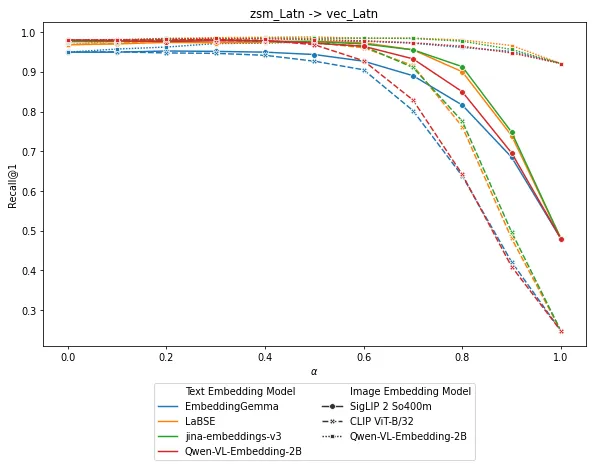 zsm_Latn -> vec_Latn
1.0
0.9
0.8
0.7
0.6
0.5
0.4
0.3
Recall@1
0.0 0.2 0.4 0.6 0.8 1.0
α
Text Embedding Model
EmbeddingGemma
LaBSE
jina-embeddings-v3
Qwen-VL-Embedding-2B
Image Embedding Model
SigLIP 2 So400m
CLIP ViT-B/32
Qwen-VL-Embedding-2B